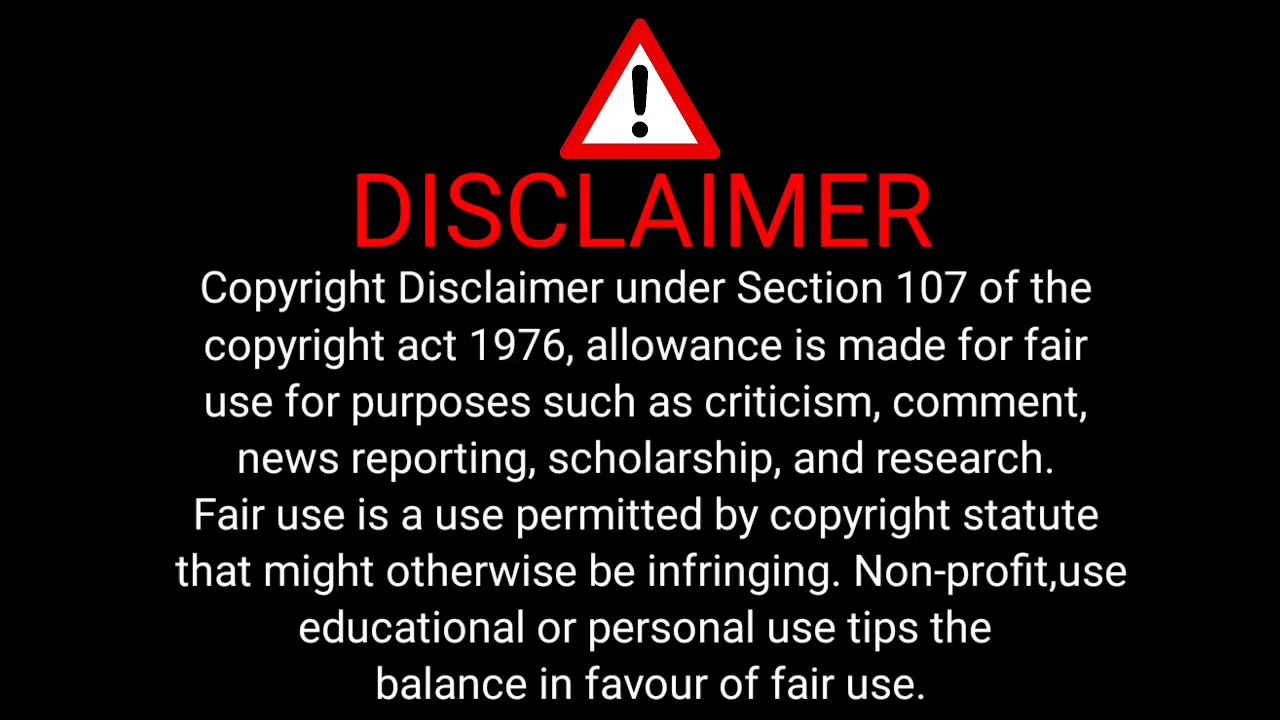 DISCLAIMER
Copyright Disclaimer under Section 107 of the
copyright act 1976, allowance is made for fair
use for purposes such as criticism, comment,
news reporting, scholarship, and research.
Fair use is a use permitted by copyright statute
that might otherwise be infringing. Non-profit,use
educational or personal use tips the
balance in favour of fair use.